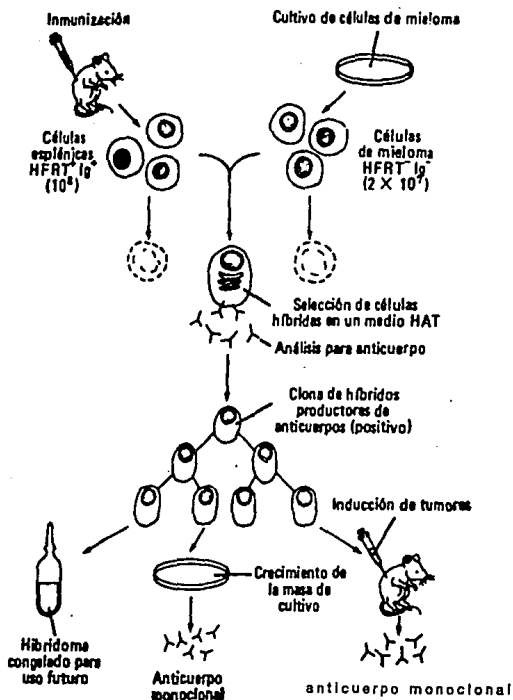 Inmunización
Cultivo de células de mieloma
Células
esplénicas
HFRT⁺Ig⁺
(10⁸)
Células
de mieloma
HFRT⁻Ig⁻
(2 X 10⁷)
Selección de células
híbridas en un medio HAT
Análisis para anticuerpo
Clona de híbridos
productores de
anticuerpos (positivo)
Inducción de tumores
Crecimiento de
la masa de
cultivo
Hibridoma
congelado para
uso futuro
Anticuerpo
monoclonal
anticuerpo monoclonal